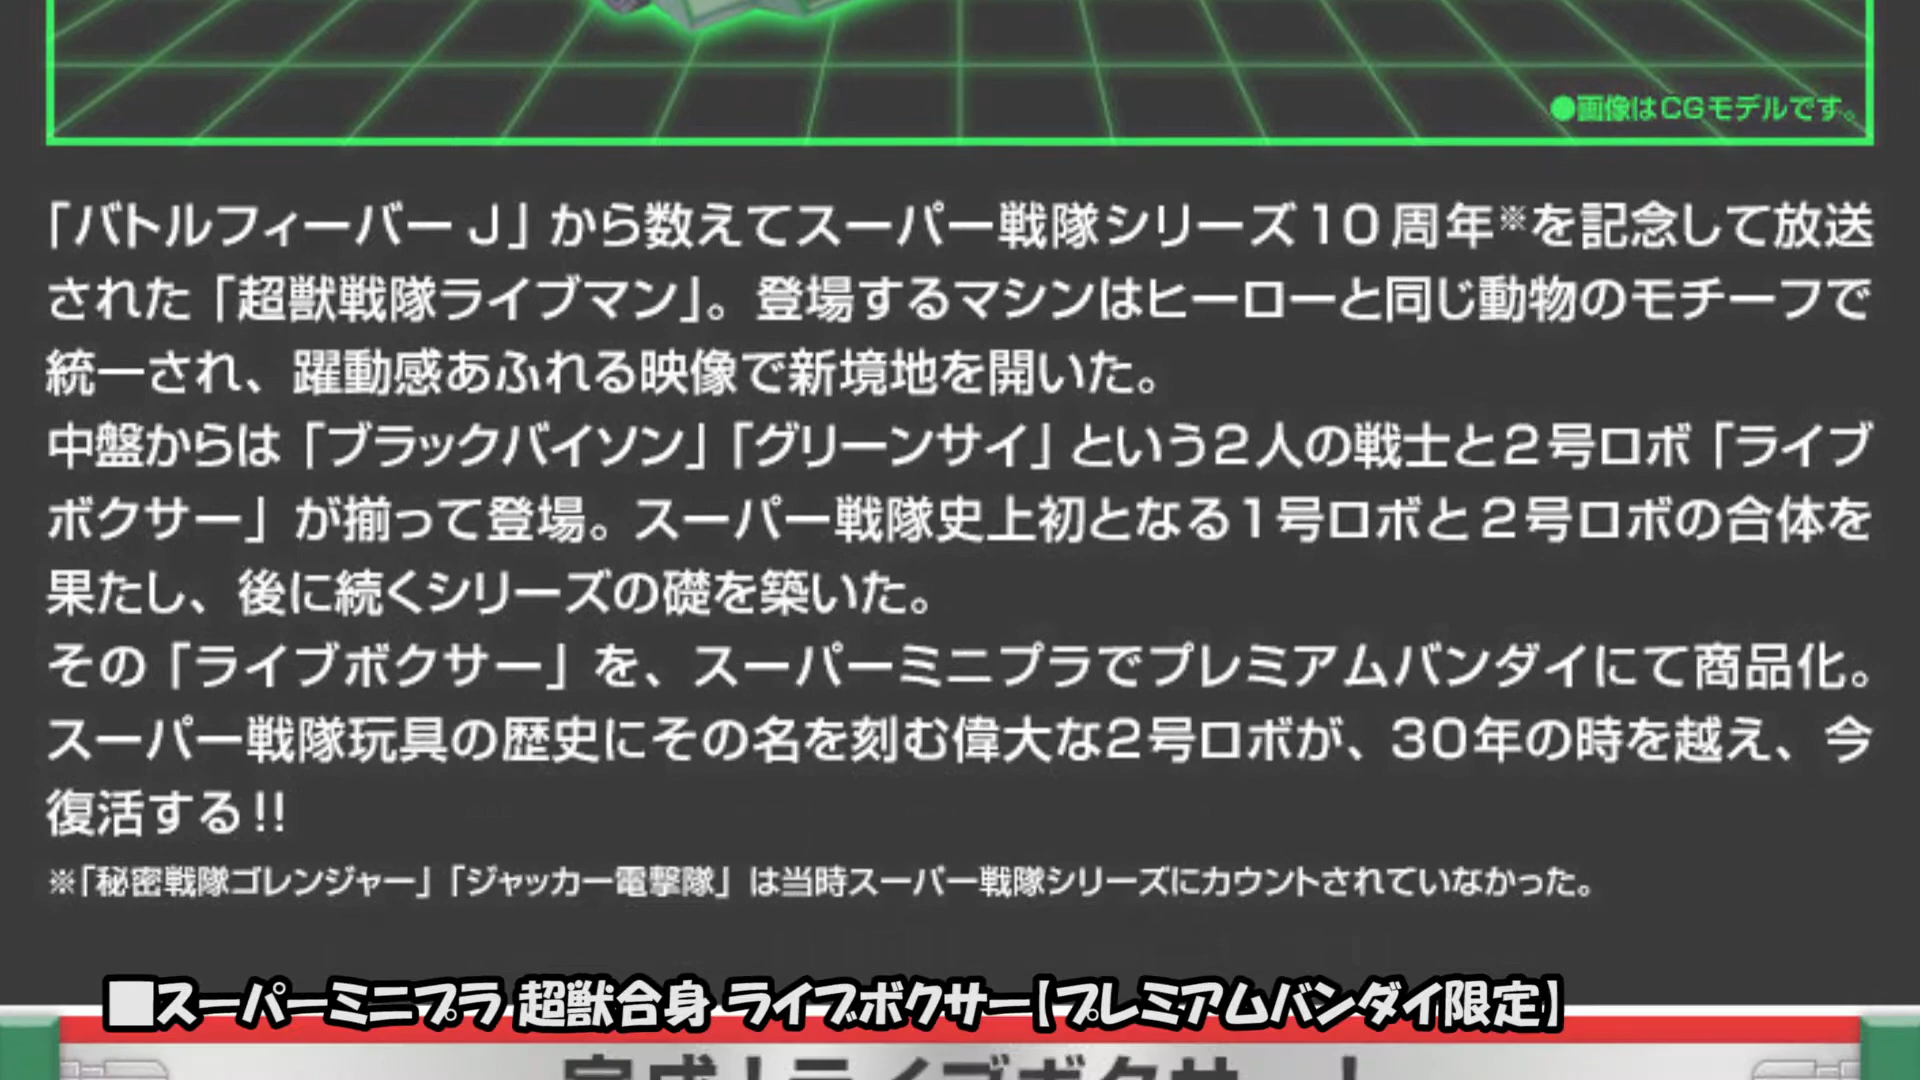 ●画像はCGモデルです。
「バトルフィーバーJ」から数えてスーパー戦隊シリーズ10周年※を記念して放送
された「超獣戦隊ライブマン」。登場するマシンはヒーローと同じ動物のモチーフで
統一され、躍動感あふれる映像で新境地を開いた。
中盤からは「ブラックバイソン」「グリーンサイ」という2人の戦士と2号ロボ「ライブ
ボクサー」が揃って登場。スーパー戦隊史上初となる1号ロボと2号ロボの合体を
果たし、後に続くシリーズの礎を築いた。
その「ライブボクサー」を、スーパーミニプラでプレミアムバンダイにて商品化。
スーパー戦隊玩具の歴史にその名を刻む偉大な2号ロボが、30年の時を越え、今
復活する!!
※「秘密戦隊ゴレンジャー」「ジャッカー電撃隊」は当時スーパー戦隊シリーズにカウントされていなかった。
■スーパーミニプラ 超獣合身 ライブボクサー【プレミアムバンダイ限定】
完成！ライブボクサー！